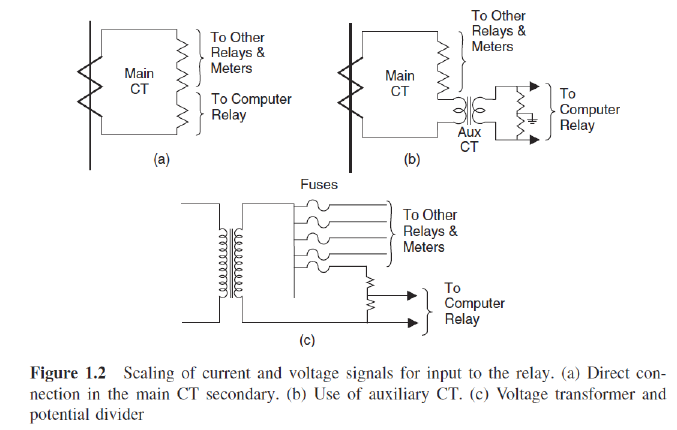 To Other
Relays &
Meters
Main
CT
To Computer
Relay
(a)
To Other
Relays &
Meters
Main
CT
Aux
CT
To
Computer
Relay
(b)
Fuses
To Other
Relays &
Meters
To
Computer
Relay
(c)
Figure 1.2 Scaling of current and voltage signals for input to the relay. (a) Direct con-
nection in the main CT secondary. (b) Use of auxiliary CT. (c) Voltage transformer and
potential divider